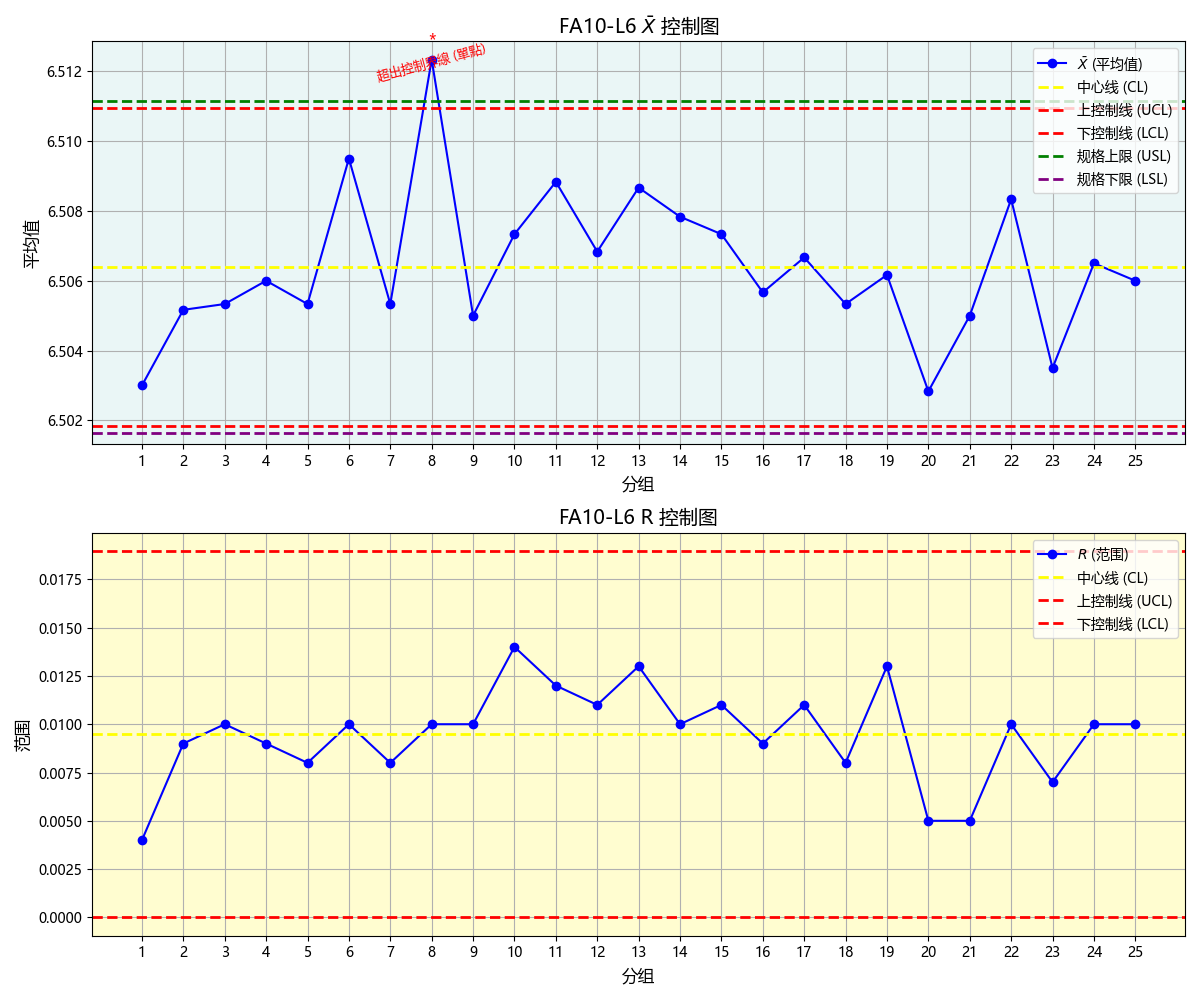 FA10-L6 X̄ 控制图
*
超出控制界線 (單點)
X̄ (平均值)
中心线 (CL)
上控制线 (UCL)
下控制线 (LCL)
规格上限 (USL)
规格下限 (LSL)
平均值
6.512
6.510
6.508
6.506
6.504
6.502
1 2 3 4 5 6 7 8 9 10 11 12 13 14 15 16 17 18 19 20 21 22 23 24 25
分组
FA10-L6 R 控制图
R (范围)
中心线 (CL)
上控制线 (UCL)
下控制线 (LCL)
范围
0.0175
0.0150
0.0125
0.0100
0.0075
0.0050
0.0025
0.0000
1 2 3 4 5 6 7 8 9 10 11 12 13 14 15 16 17 18 19 20 21 22 23 24 25
分组